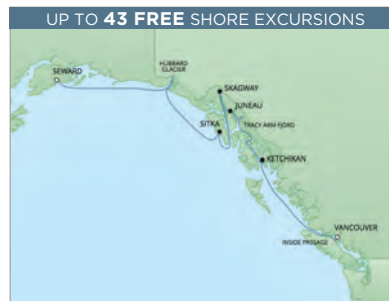 UP TO 43 FREE SHORE EXCURSIONS
HUBBARD
GLACIER
SEWARD
SKAGWAY
JUNEAU
TRACY ARM FJORD
SITKA
KETCHIKAN
VANCOUVER
INSIDE PASSAGE